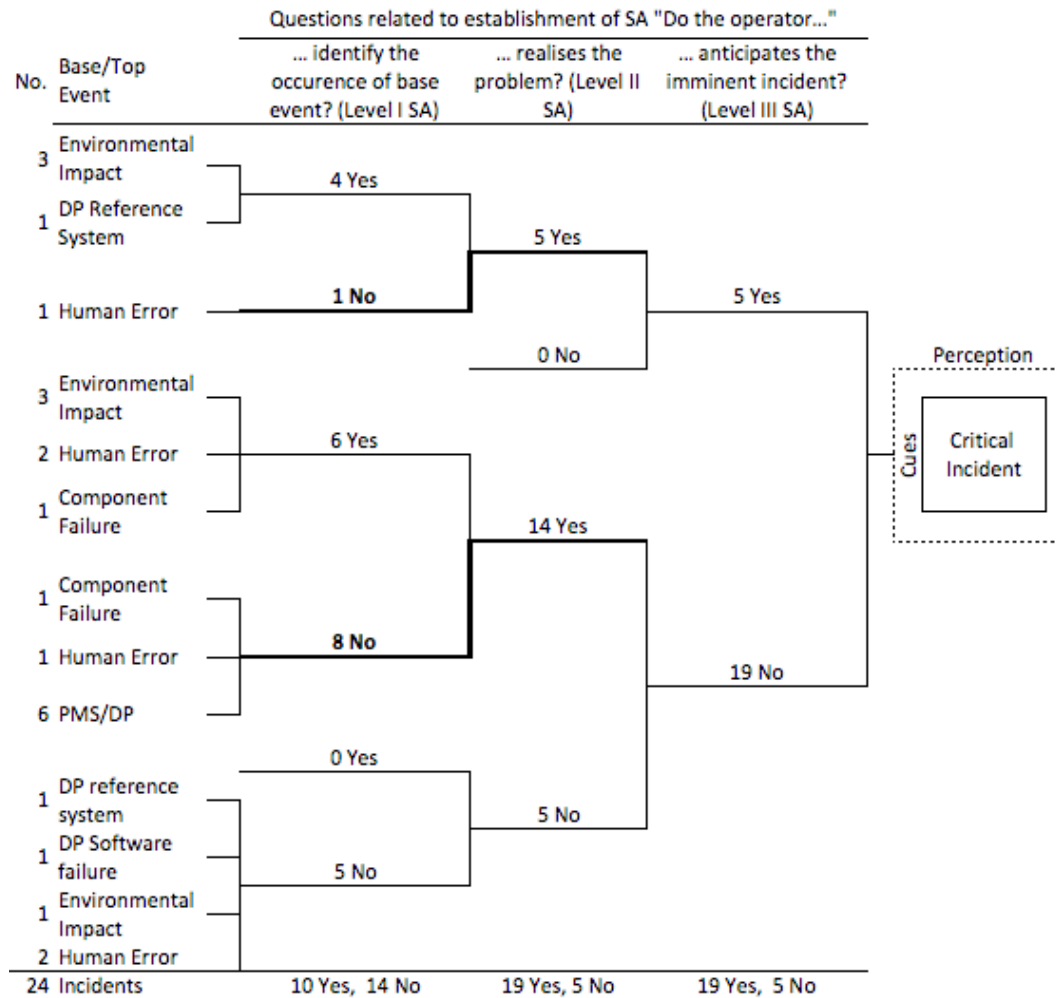 Questions related to establishment of SA "Do the operator..."
No.
Base/Top
Event
... identify the
occurence of base
event? (Level I SA)
... realises the
problem? (Level II
SA)
... anticipates the
imminent incident?
(Level III SA)
3 Environmental
Impact
4 Yes
1 DP Reference
System
5 Yes
1 Human Error
1 No
5 Yes
0 No
Perception
3 Environmental
Impact
2 Human Error
6 Yes
Cues
Critical
Incident
1 Component
Failure
14 Yes
1 Component
Failure
1 Human Error
8 No
19 No
6 PMS/DP
0 Yes
1 DP reference
system
5 No
1 DP Software
failure
5 No
1 Environmental
Impact
2 Human Error
24 Incidents 10 Yes, 14 No 19 Yes, 5 No 19 Yes, 5 No